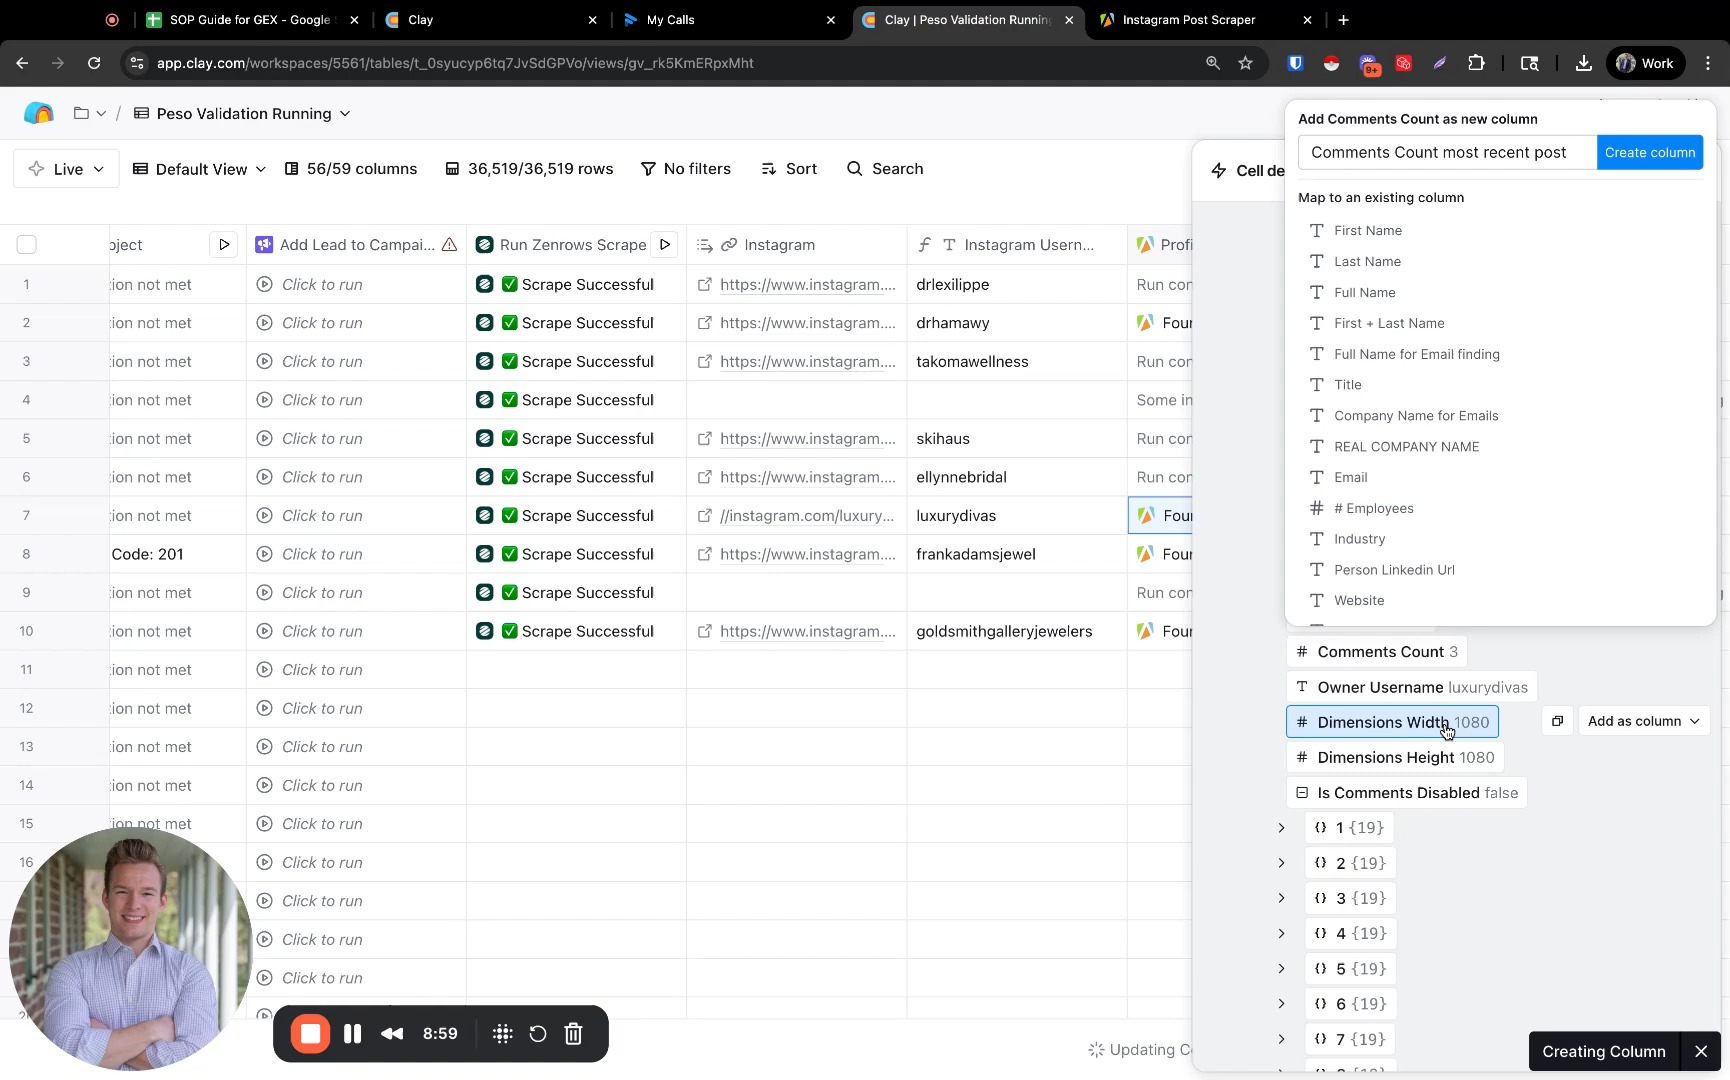 SOP Guide for GEX - Google
Clay
My Calls
Clay | Peso Validation Running
Instagram Post Scraper
app.clay.com/workspaces/5561/tables/t_0syucyp6tq7JvSdGPVo/views/gv_rk5KmERpxMht
9+
Work
/ Peso Validation Running
Live
Default View
56/59 columns
36,519/36,519 rows
No filters
Sort
Search
Cell de
Add Comments Count as new column
Comments Count most recent post
Create column
Map to an existing column
First Name
Last Name
Full Name
First + Last Name
Full Name for Email finding
Title
Company Name for Emails
REAL COMPANY NAME
Email
# Employees
Industry
Person Linkedin Url
Website
bject
Add Lead to Campai...
Run Zenrows Scrape
Instagram
Instagram Usern...
Profi
1 ion not met Click to run Scrape Successful https://www.instagram.... drlexilippe Run con
2 ion not met Click to run Scrape Successful https://www.instagram.... drhamawy Four
3 ion not met Click to run Scrape Successful https://www.instagram.... takomawellness Run con
4 ion not met Click to run Scrape Successful Some in
5 ion not met Click to run Scrape Successful https://www.instagram.... skihaus Run con
6 ion not met Click to run Scrape Successful https://www.instagram.... ellynnebridal Run con
7 ion not met Click to run Scrape Successful //instagram.com/luxury... luxurydivas Four
8 Code: 201 Click to run Scrape Successful https://www.instagram.... frankadamsjewel Four
9 ion not met Click to run Scrape Successful Run con
10 ion not met Click to run Scrape Successful https://www.instagram.... goldsmithgalleryjewelers Four
11 ion not met Click to run
12 ion not met Click to run
13 ion not met Click to run
14 ion not met Click to run
15 ion not met Click to run
16 Click to run
Click to run
Click to run
Click to run
# Comments Count 3
T Owner Username luxurydivas
# Dimensions Width 1080
Add as column
# Dimensions Height 1080
Is Comments Disabled false
{} 1 {19}
{} 2 {19}
{} 3 {19}
{} 4 {19}
{} 5 {19}
{} 6 {19}
{} 7 {19}
8:59
Updating C
Creating Column